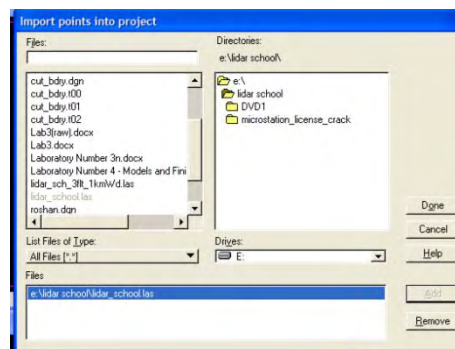 Import points into project
Files:
Directories:
e:\lidar school\
cut_bdry.dgn
cut_bdry.t00
cut_bdry.t01
cut_bdry.t02
Lab3(raw).docx
Lab3.docx
Laboratory Number 3n.docx
Laboratory Number 4 - Models and Fini
lidar_sch_3flt_1kmWd.las
lidar_school.las
roshan.dgn
e:\
lidar school
DVD1
microstation_license_crack
Done
Cancel
Help
List Files of Type:
All Files [*.*]
Drives:
E:
Files
e:\lidar school\lidar_school.las
Add
Remove